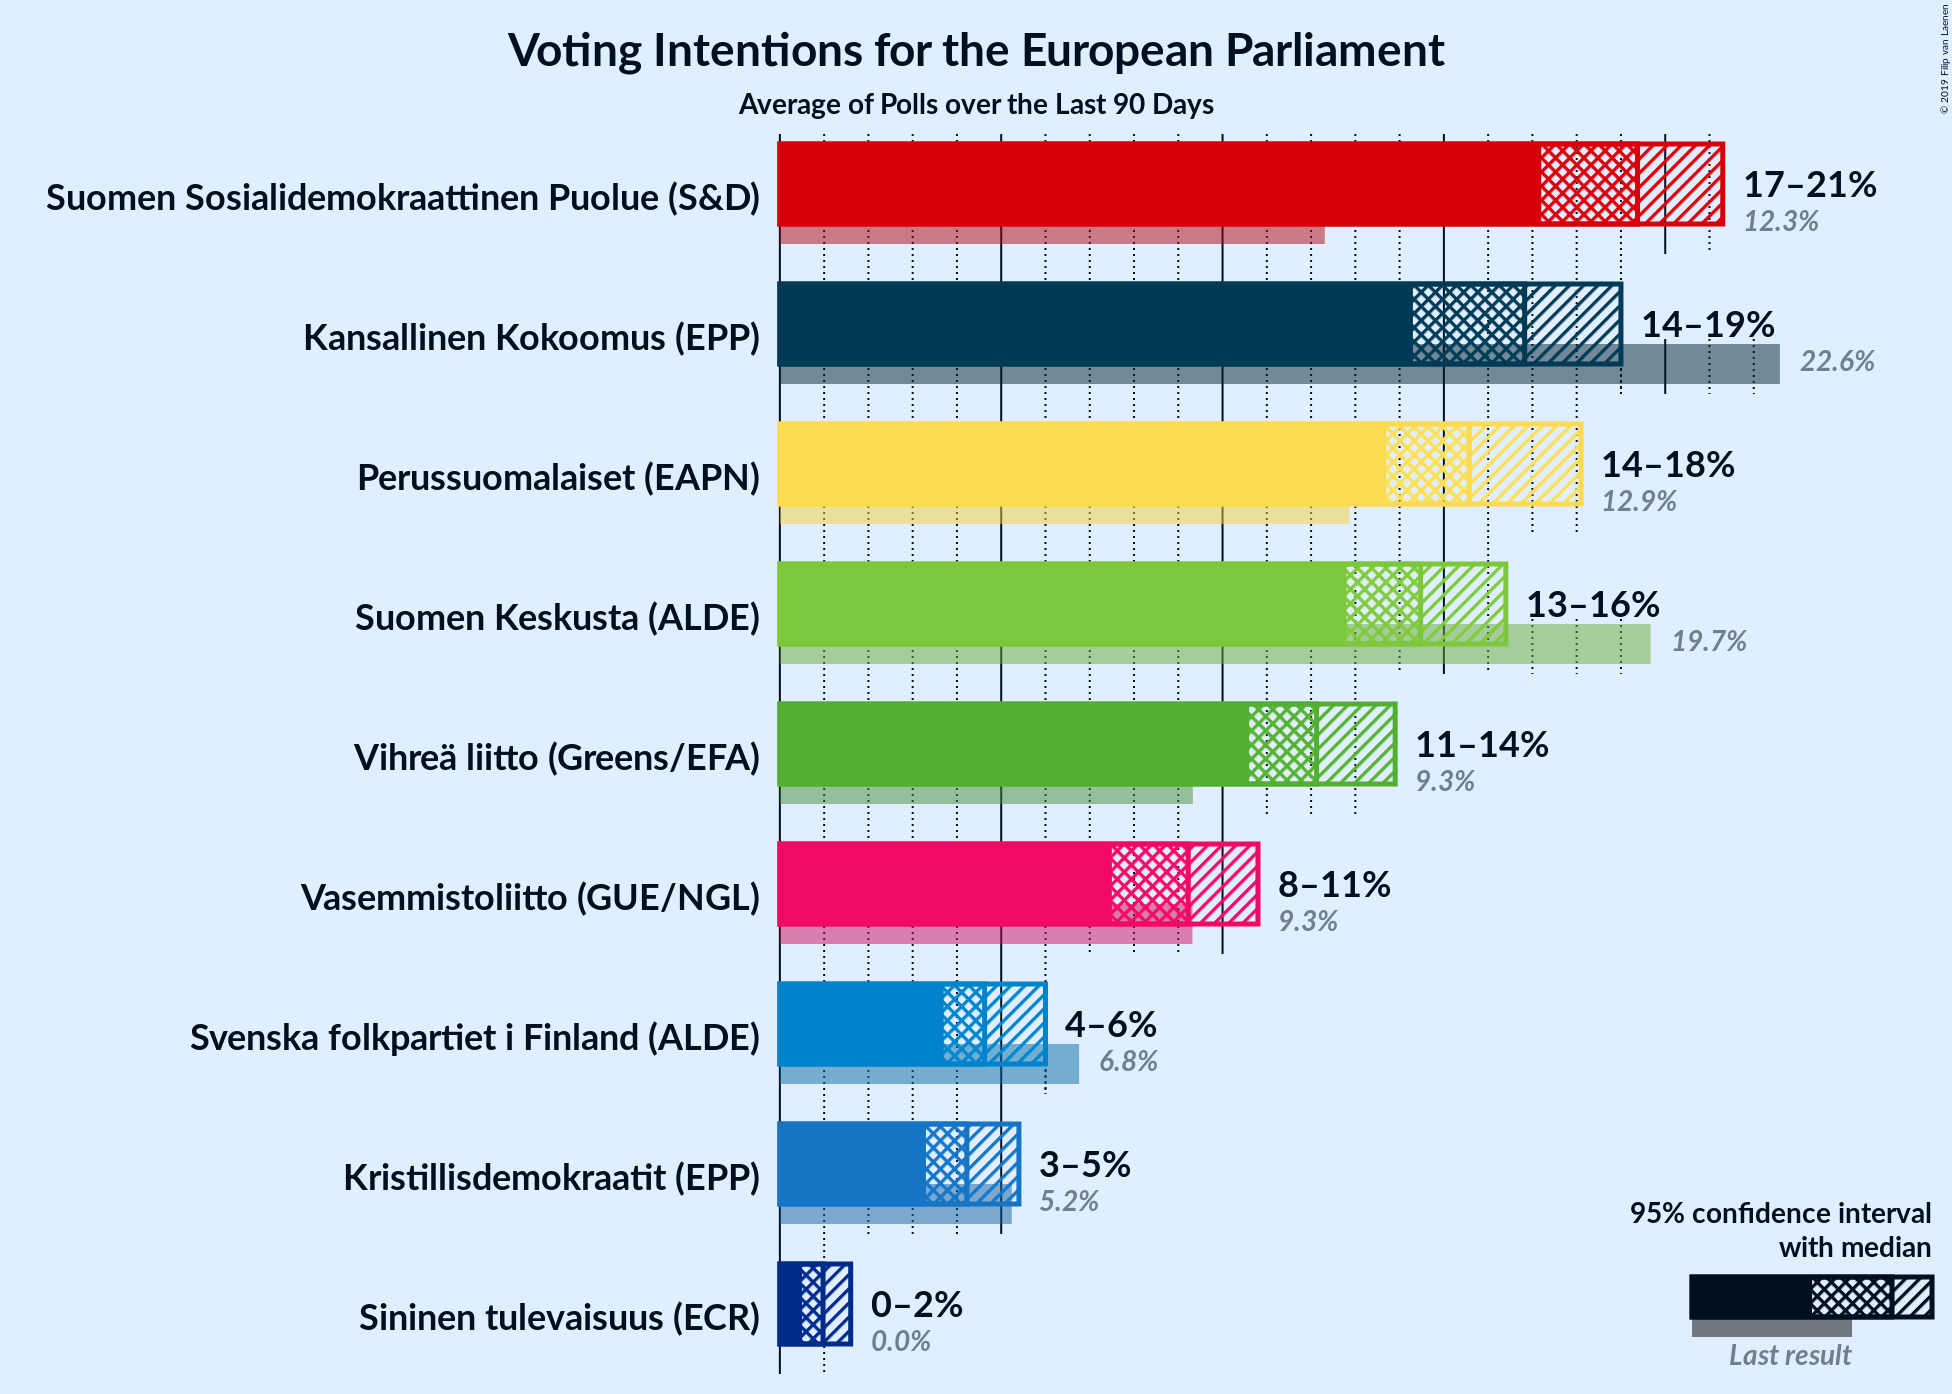 Voting Intentions for the European Parliament
Average of Polls over the Last 90 Days
© 2019 Filip van Laenen
Suomen Sosialidemokraattinen Puolue (S&D)
17–21%
12.3%
Kansallinen Kokoomus (EPP)
14–19%
22.6%
Perussuomalaiset (EAPN)
14–18%
12.9%
Suomen Keskusta (ALDE)
13–16%
19.7%
Vihreä liitto (Greens/EFA)
11–14%
9.3%
Vasemmistoliitto (GUE/NGL)
8–11%
9.3%
Svenska folkpartiet i Finland (ALDE)
4–6%
6.8%
Kristillisdemokraatit (EPP)
3–5%
5.2%
Sininen tulevaisuus (ECR)
0–2%
0.0%
95% confidence interval
with median
Last result